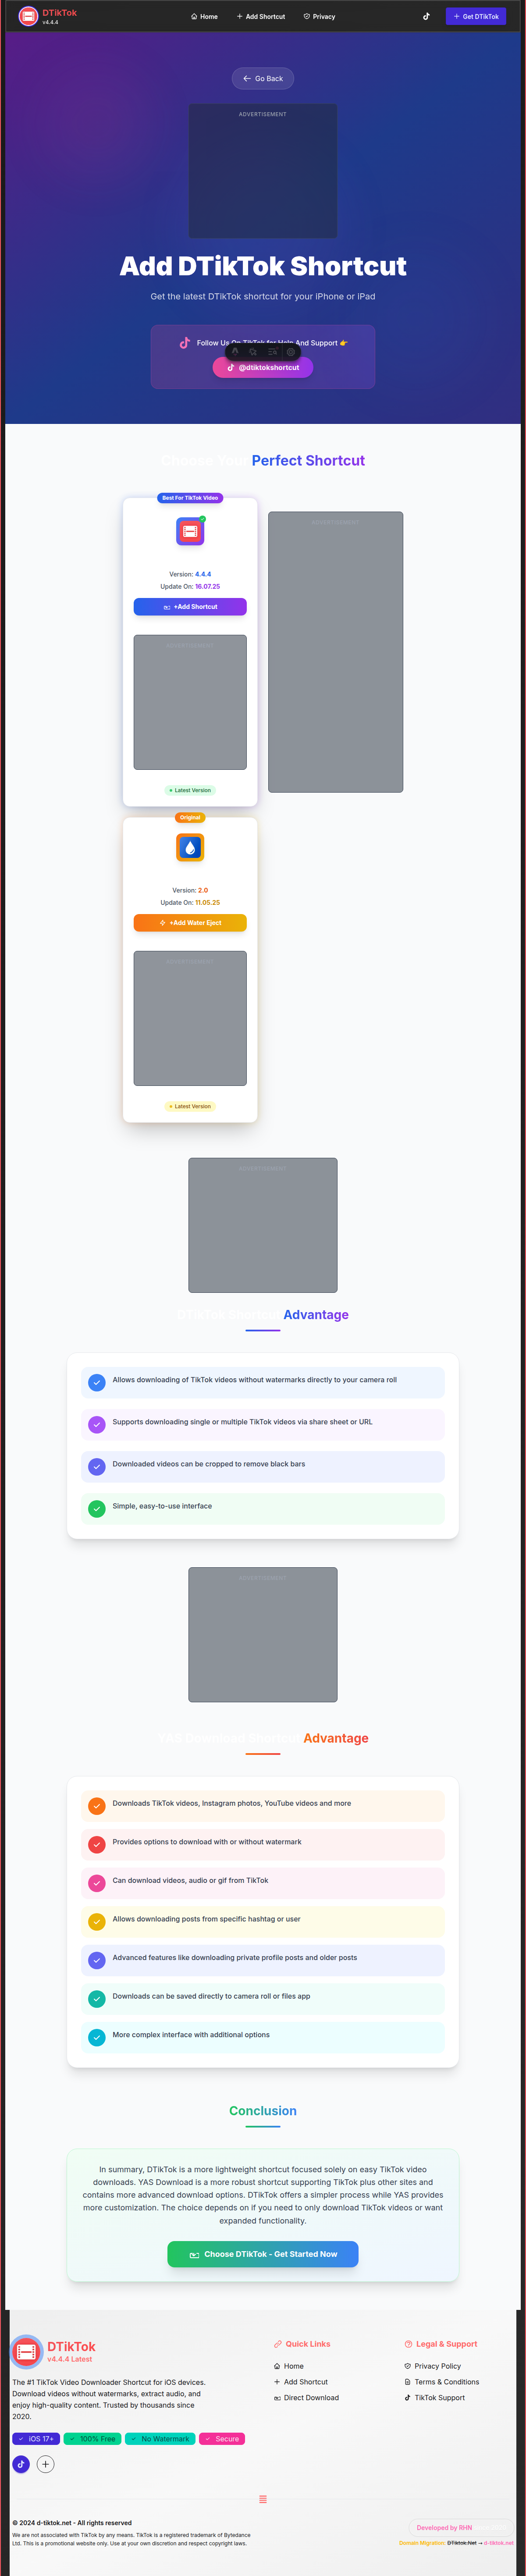 DTikTok
v4.4.4
Home
Add Shortcut
Privacy
Get DTikTok
Go Back
ADVERTISEMENT
Add DTikTok Shortcut
Get the latest DTikTok shortcut for your iPhone or iPad
Follow Us On TikTok for Help And Support 👉
@dtiktokshortcut
Choose Your Perfect Shortcut
Best For TikTok Video
Version: 4.4.4
Update On: 16.07.25
+Add Shortcut
ADVERTISEMENT
Latest Version
ADVERTISEMENT
Original
Version: 2.0
Update On: 11.05.25
+Add Water Eject
ADVERTISEMENT
Latest Version
ADVERTISEMENT
DTikTok Shortcut Advantage
Allows downloading of TikTok videos without watermarks directly to your camera roll
Supports downloading single or multiple TikTok videos via share sheet or URL
Downloaded videos can be cropped to remove black bars
Simple, easy-to-use interface
ADVERTISEMENT
YAS Download Shortcut Advantage
Downloads TikTok videos, Instagram photos, YouTube videos and more
Provides options to download with or without watermark
Can download videos, audio or gif from TikTok
Allows downloading posts from specific hashtag or user
Advanced features like downloading private profile posts and older posts
Downloads can be saved directly to camera roll or files app
More complex interface with additional options
Conclusion
In summary, DTikTok is a more lightweight shortcut focused solely on easy TikTok video
downloads. YAS Download is a more robust shortcut supporting TikTok plus other sites and
contains more advanced download options. DTikTok offers a simpler process while YAS provides
more customization. The choice depends on if you need to only download TikTok videos or want
expanded functionality.
Choose DTikTok - Get Started Now
DTikTok
v4.4.4 Latest
The #1 TikTok Video Downloader Shortcut for iOS devices.
Download videos without watermarks, extract audio, and
enjoy high-quality content. Trusted by thousands since
2020.
iOS 17+
100% Free
No Watermark
Secure
Quick Links
Home
Add Shortcut
Direct Download
Legal & Support
Privacy Policy
Terms & Conditions
TikTok Support
© 2024 d-tiktok.net - All rights reserved
We are not associated with TikTok by any means. TikTok is a registered trademark of Bytedance
Ltd. This is a promotional website only. Use at your own discretion and respect copyright laws.
Developed by RHN
Domain Migration: DTiktok.Net → d-tiktok.net